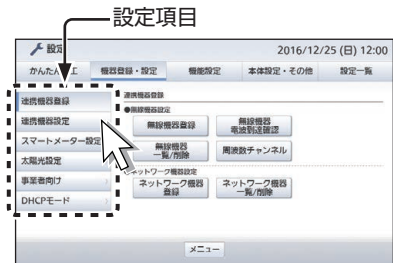 設定項目
設定
2016/12/25 (日) 12:00
かんたん 工
機器登録・設定
機能設定
本体設定・その他
設定一覧
連携機器登録
連携機器設定
スマートメーター設定
太陽光設定
事業者向け
DHCPモード
連携機器登録
●無線機器設定
無線機器登録
無線機器
電波到達確認
無線機器
一覧/削除
周波数チャンネル
ネットワーク機器設定
ネットワーク機器
登録
ネットワーク機器
一覧/削除
メニュー